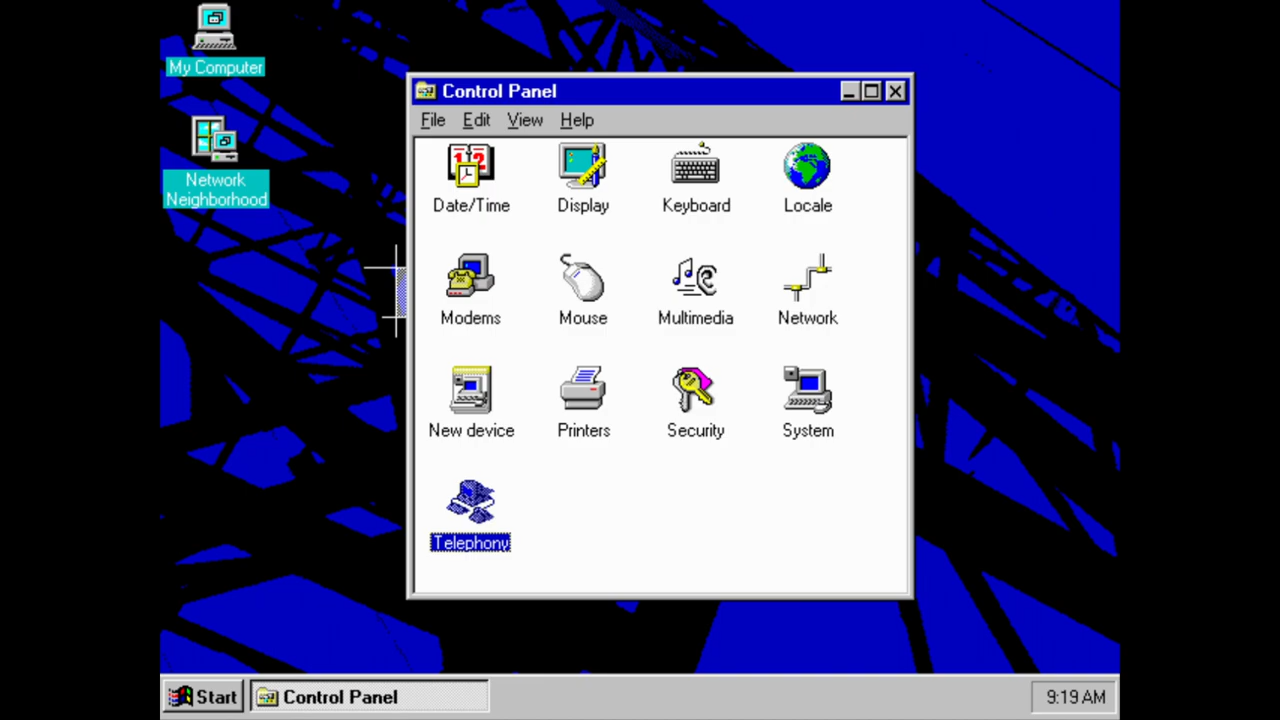 My Computer
Network
Neighborhood
Control Panel
File Edit View Help
12
Date/Time Display Keyboard Locale
Modems Mouse Multimedia Network
New device Printers Security System
Telephony
Start Control Panel 9:19 AM